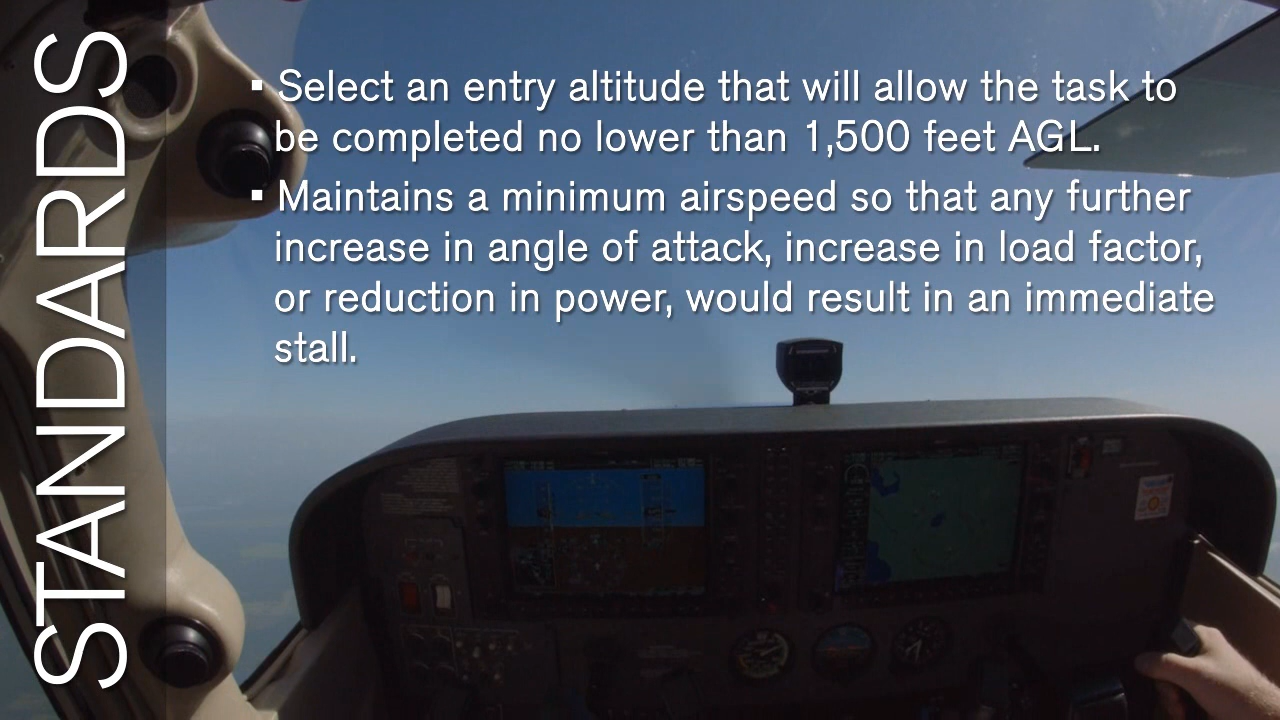 STANDARDS
▪ Select an entry altitude that will allow the task to
be completed no lower than 1,500 feet AGL.
▪ Maintains a minimum airspeed so that any further
increase in angle of attack, increase in load factor,
or reduction in power, would result in an immediate
stall.